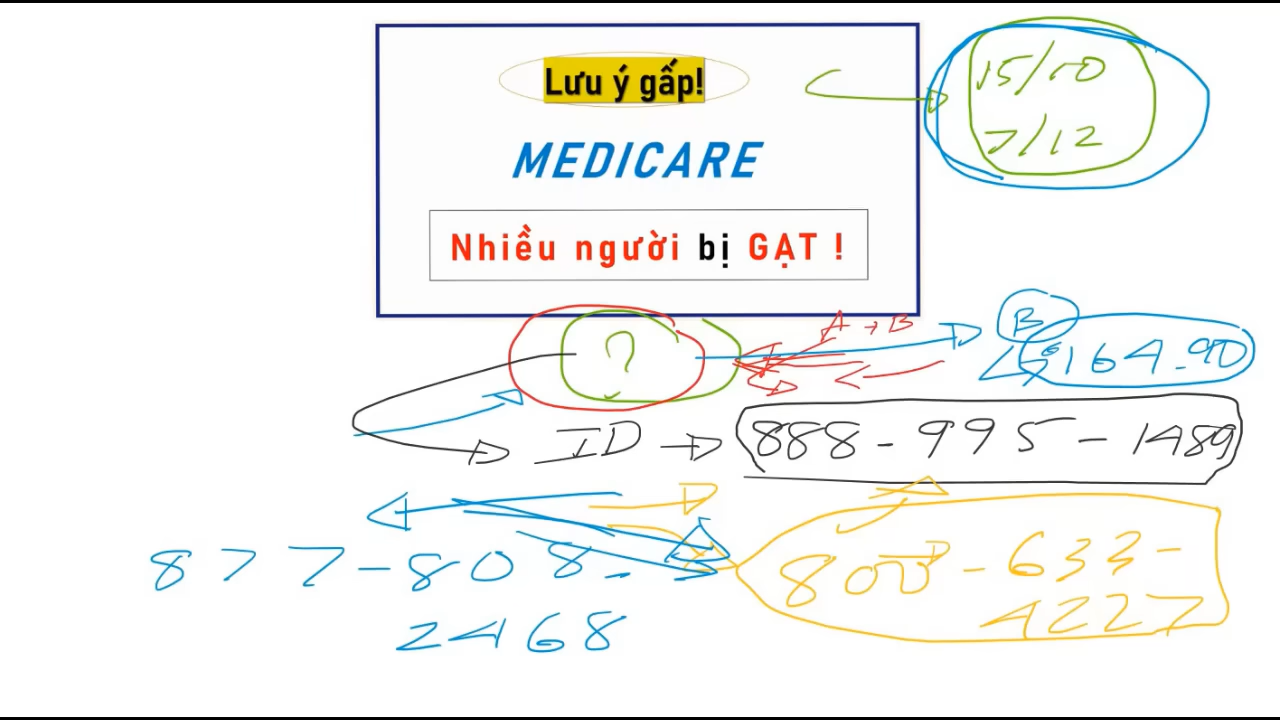 Lưu ý gấp!
15/10
7/12
MEDICARE
Nhiều người bị GẠT !
A + B
B
?
$164.90
ID
888-995-1489
877-808-
2468
800-633-
4227